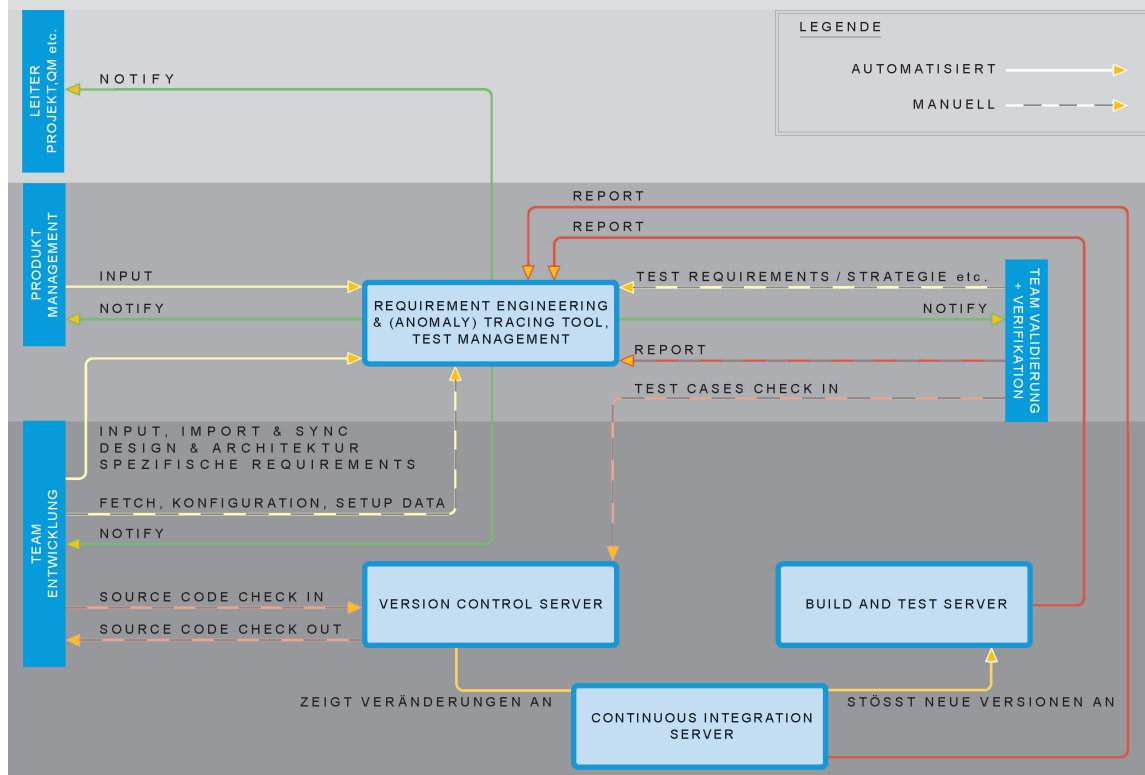 LEGENDE
AUTOMATISIERT
MANUELL
LEITER
PROJEKT,QM etc.
NOTIFY
PRODUKT
MANAGEMENT
INPUT
NOTIFY
REPORT
REPORT
REQUIREMENT ENGINEERING
& (ANOMALY) TRACING TOOL,
TEST MANAGEMENT
TEST REQUIREMENTS / STRATEGIE etc.
NOTIFY
REPORT
TEST CASES CHECK IN
TEAM VALIDIERUNG
+ VERIFIKATION
TEAM
ENTWICKLUNG
INPUT, IMPORT & SYNC
DESIGN & ARCHITEKTUR
SPEZIFISCHE REQUIREMENTS
FETCH, KONFIGURATION, SETUP DATA
NOTIFY
SOURCE CODE CHECK IN
SOURCE CODE CHECK OUT
VERSION CONTROL SERVER
BUILD AND TEST SERVER
ZEIGT VERÄNDERUNGEN AN
CONTINUOUS INTEGRATION
SERVER
STÖSST NEUE VERSIONEN AN